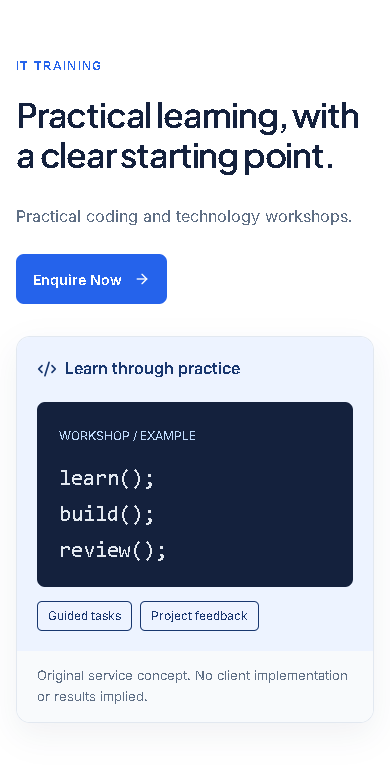 IT TRAINING
Practical learning, with
a clear starting point.
Practical coding and technology workshops.
Enquire Now
Learn through practice
WORKSHOP / EXAMPLE
learn();
build();
review();
Guided tasks
Project feedback
Original service concept. No client implementation
or results implied.